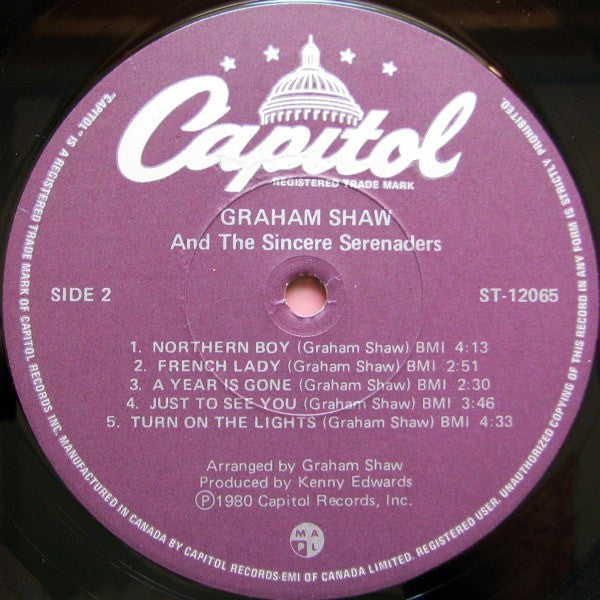 Capitol
REGISTERED TRADE MARK
GRAHAM SHAW
And The Sincere Serenaders
SIDE 2
ST-12065
1. NORTHERN BOY (Graham Shaw) BMI 4:13
2. FRENCH LADY (Graham Shaw) BMI 2:51
3. A YEAR IS GONE (Graham Shaw) BMI 2:30
4. JUST TO SEE YOU (Graham Shaw) BMI 3:46
5. TURN ON THE LIGHTS (Graham Shaw) BMI 4:33
Arranged by Graham Shaw
Produced by Kenny Edwards
Ⓟ1980 Capitol Records, Inc.
MAPL
"CAPITOL" IS A REGISTERED TRADE MARK OF CAPITOL RECORDS INC. MANUFACTURED IN CANADA BY CAPITOL RECORDS-EMI OF CANADA LIMITED. REGISTERED USER. UNAUTHORIZED COPYING OF THIS RECORD IN ANY FORM IS STRICTLY PROHIBITED.